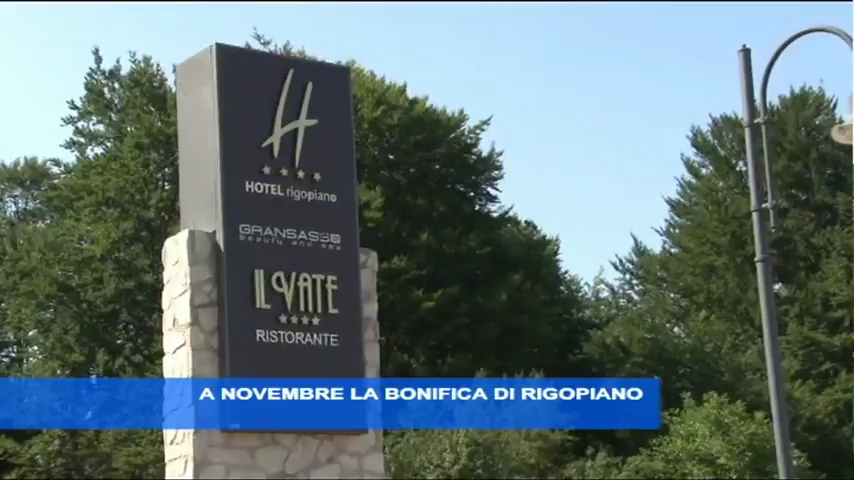 H
HOTEL rigopiano
GRANSASSO
beauty and spa
IL VATE
RISTORANTE
A NOVEMBRE LA BONIFICA DI RIGOPIANO